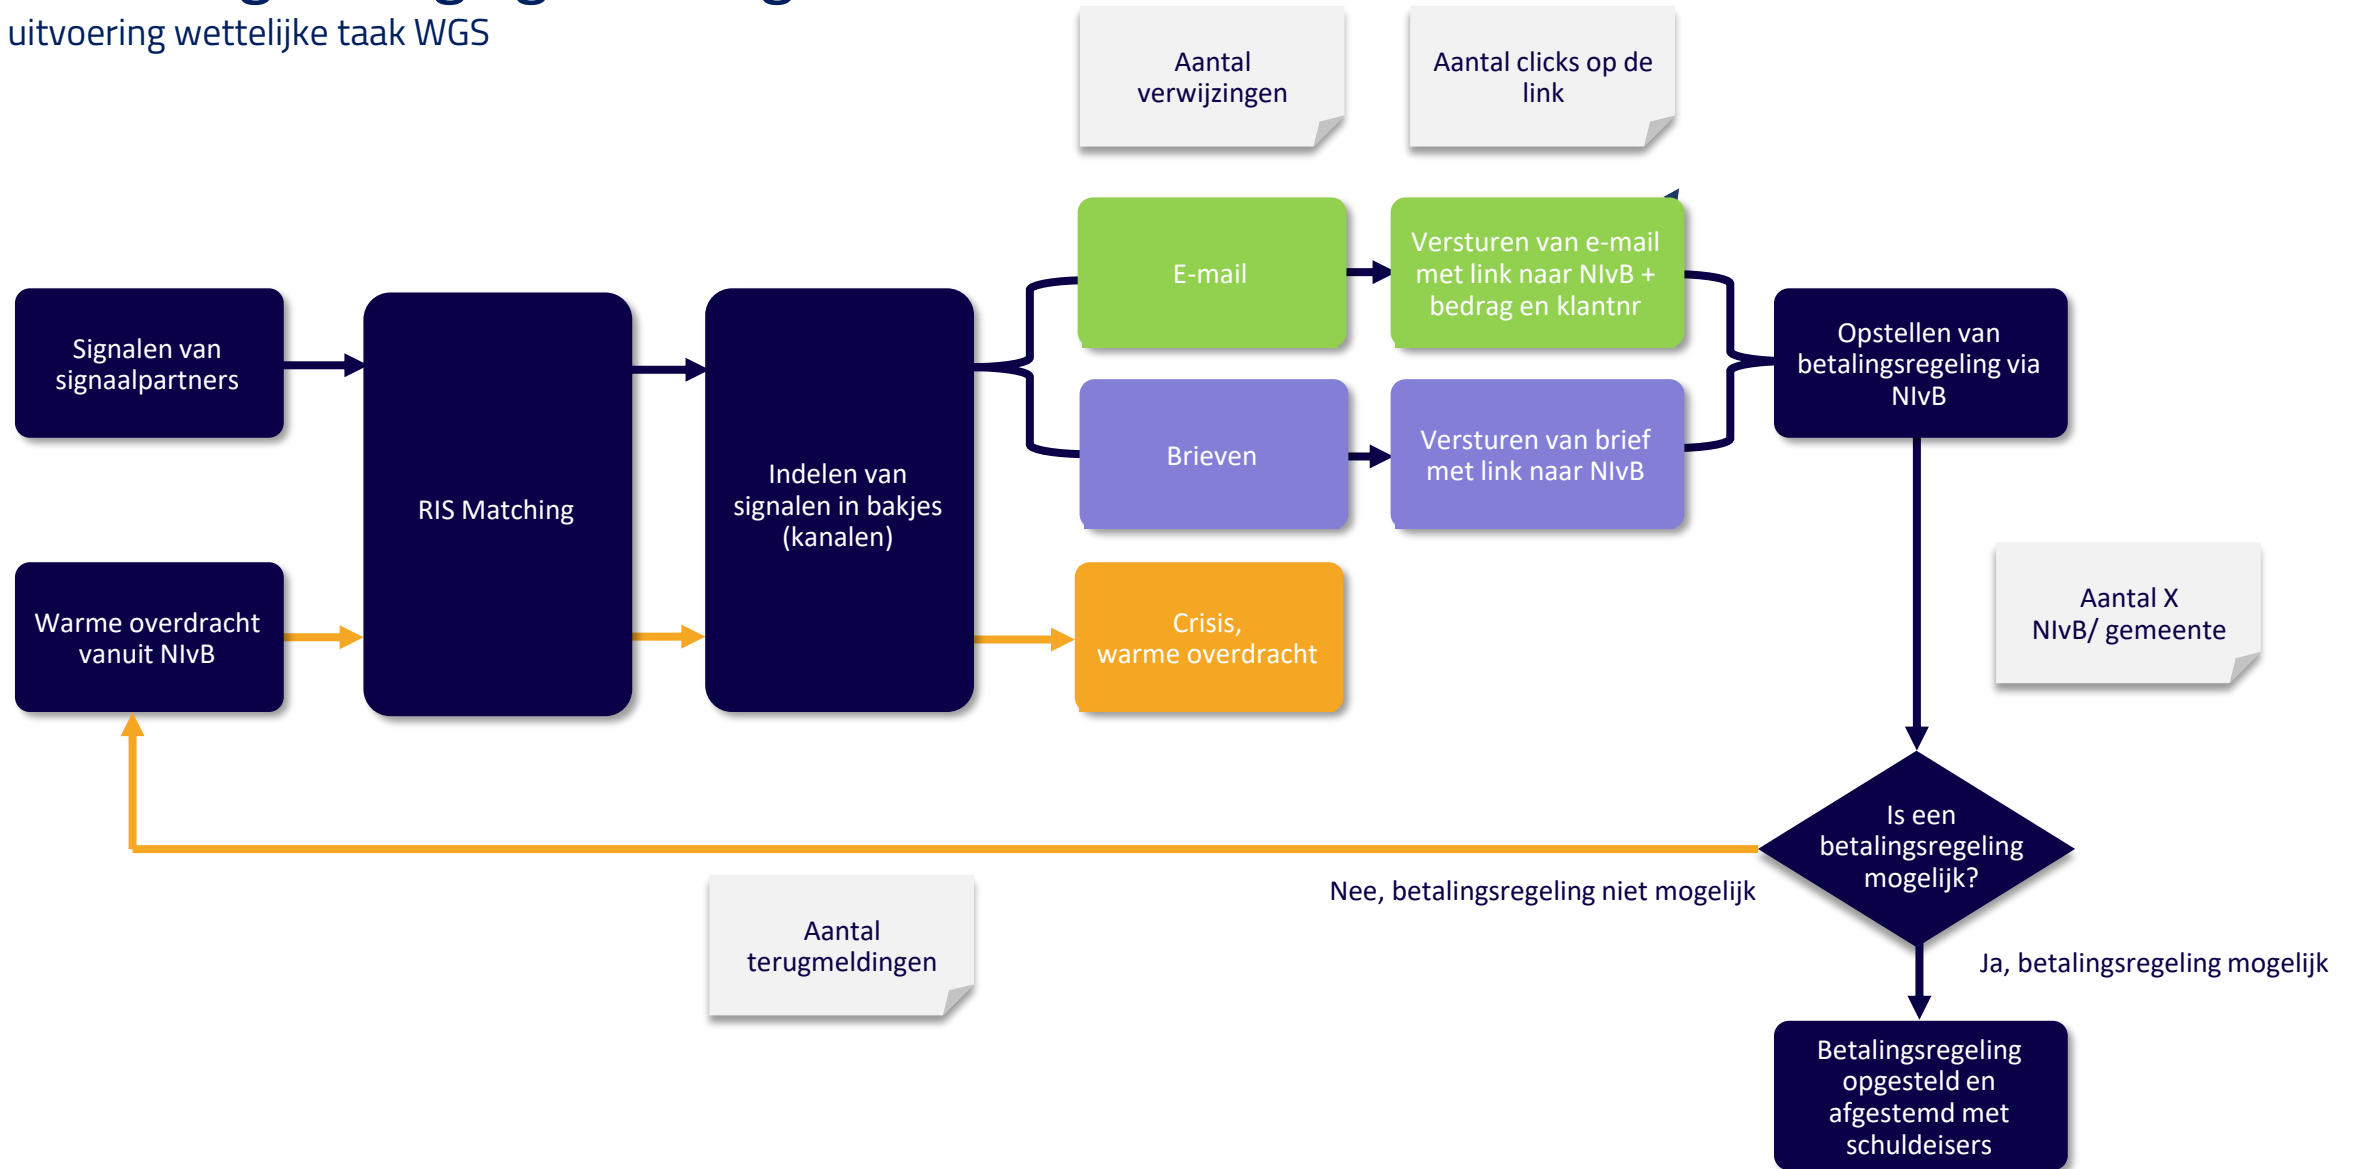 uitvoering wettelijke taak WGS
Aantal
verwijzingen
Aantal clicks op de
link
E-mail
Versturen van e-mail
met link naar NIvB +
bedrag en klantnr
Signalen van
signaalpartners
RIS Matching
Indelen van
signalen in bakjes
(kanalen)
Brieven
Versturen van brief
met link naar NIvB
Opstellen van
betalingsregeling via
NIvB
Warme overdracht
vanuit NIvB
Crisis,
warme overdracht
Aantal X
NIvB/ gemeente
Is een
betalingsregeling
mogelijk?
Nee, betalingsregeling niet mogelijk
Aantal
terugmeldingen
Ja, betalingsregeling mogelijk
Betalingsregeling
opgesteld en
afgestemd met
schuldeisers